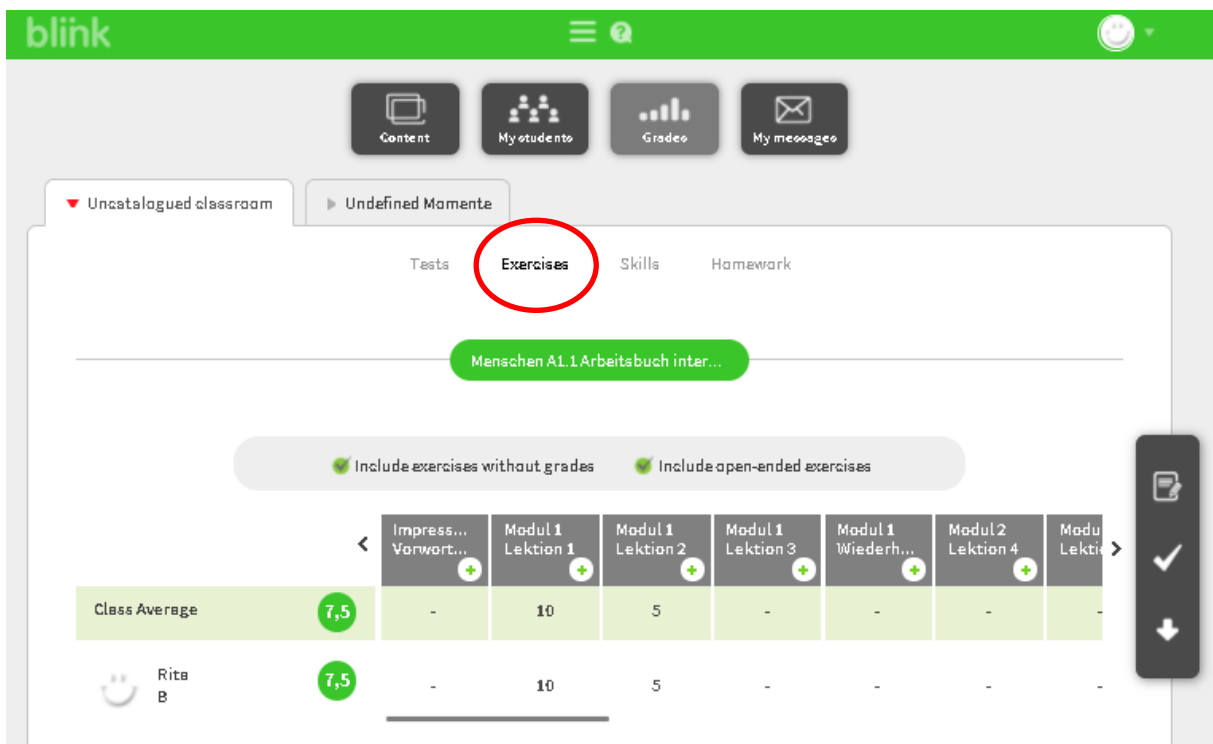 blink
Content
My students
Grades
My messages
Uncatalogued classroom
Undefined Momente
Tests Exercises Skills Homework
Menschen A1.1 Arbeitsbuch inter...
Include exercises without grades Include open-ended exercises
Impress... Modul 1 Modul 1 Modul 1 Modul 1 Modul 2 Modu
Vorwort... Lektion 1 Lektion 2 Lektion 3 Wiederh... Lektion 4 Lekti
Class Average 7,5 - 10 5 - - - -
Rita
B
7,5 - 10 5 - - - -